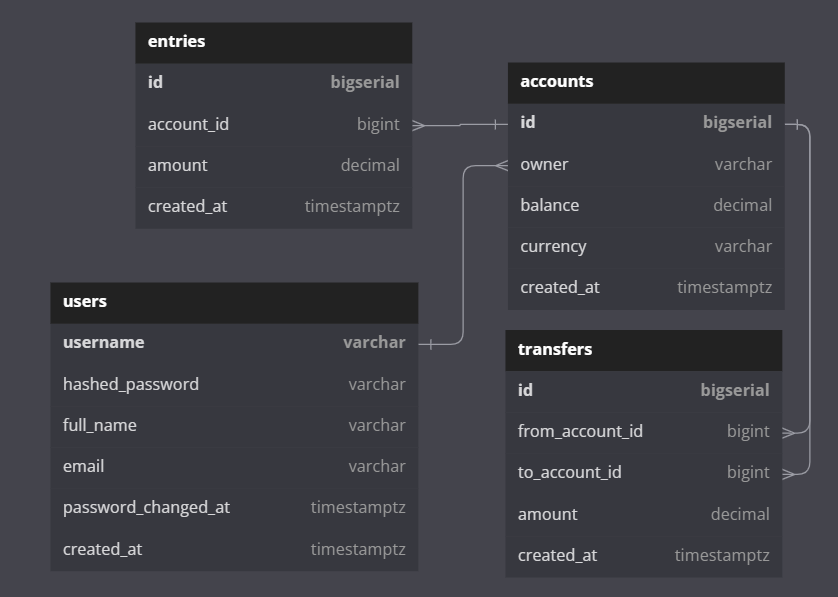 entries
id bigserial
account_id bigint
amount decimal
created_at timestamptz
accounts
id bigserial
owner varchar
balance decimal
currency varchar
created_at timestamptz
users
username varchar
hashed_password varchar
full_name varchar
email varchar
password_changed_at timestamptz
created_at timestamptz
transfers
id bigserial
from_account_id bigint
to_account_id bigint
amount decimal
created_at timestamptz